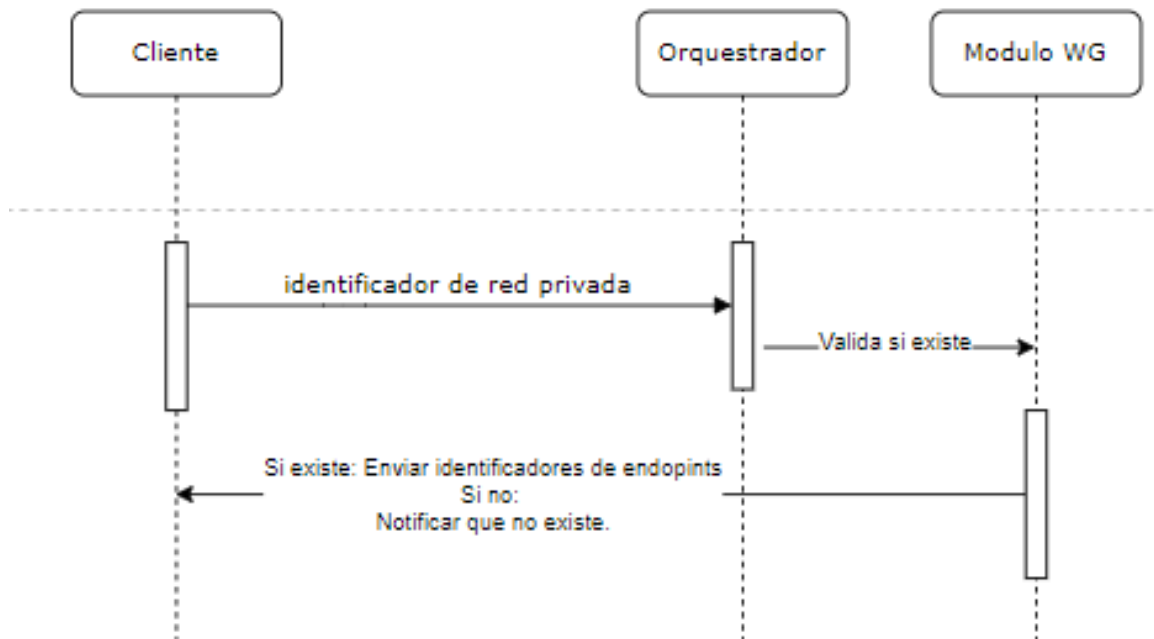 Cliente
Orquestrador
Modulo WG
identificador de red privada
Valida si existe
Si existe: Enviar identificadores de endopints
Si no:
Notificar que no existe.